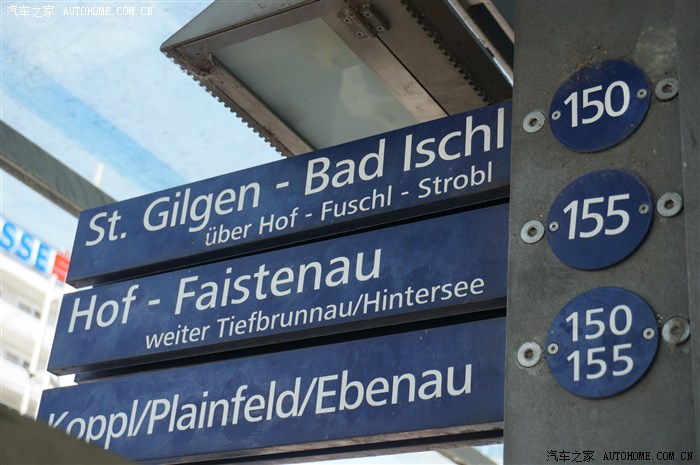 汽车之家 AUTOHOME.COM.CN
St. Gilgen - Bad Ischl
über Hof - Fuschl - Strobl
150
Hof - Faistenau
weiter Tiefbrunnau/Hintersee
155
Koppl/Plainfeld/Ebenau
150
155
SSE
汽车之家 AUTOHOME.COM.CN